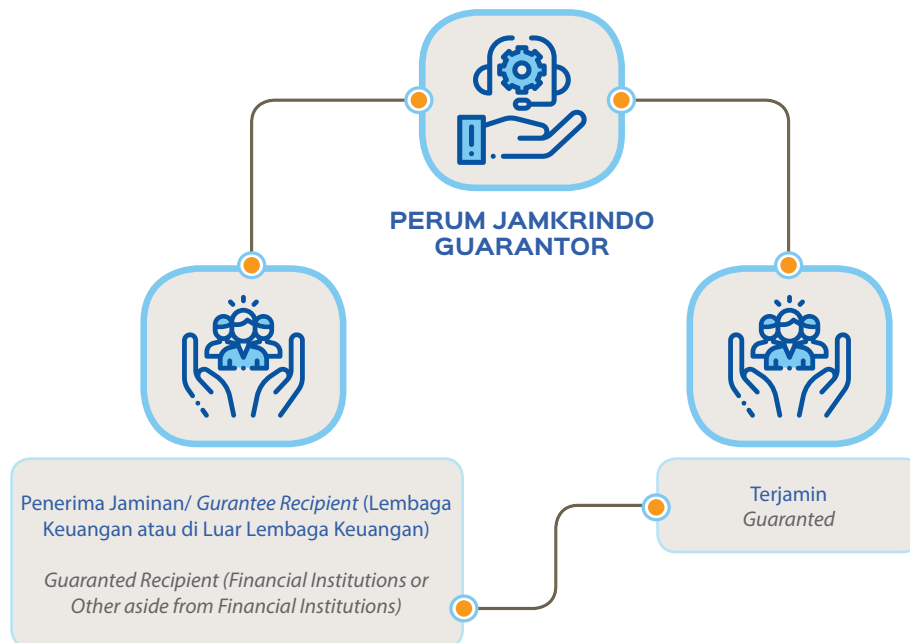 PERUM JAMKRINDO
GUARANTOR
Penerima Jaminan/ Gurantee Recipient (Lembaga
Keuangan atau di Luar Lembaga Keuangan)
Guaranted Recipient (Financial Institutions or
Other aside from Financial Institutions)
Terjamin
Guaranted